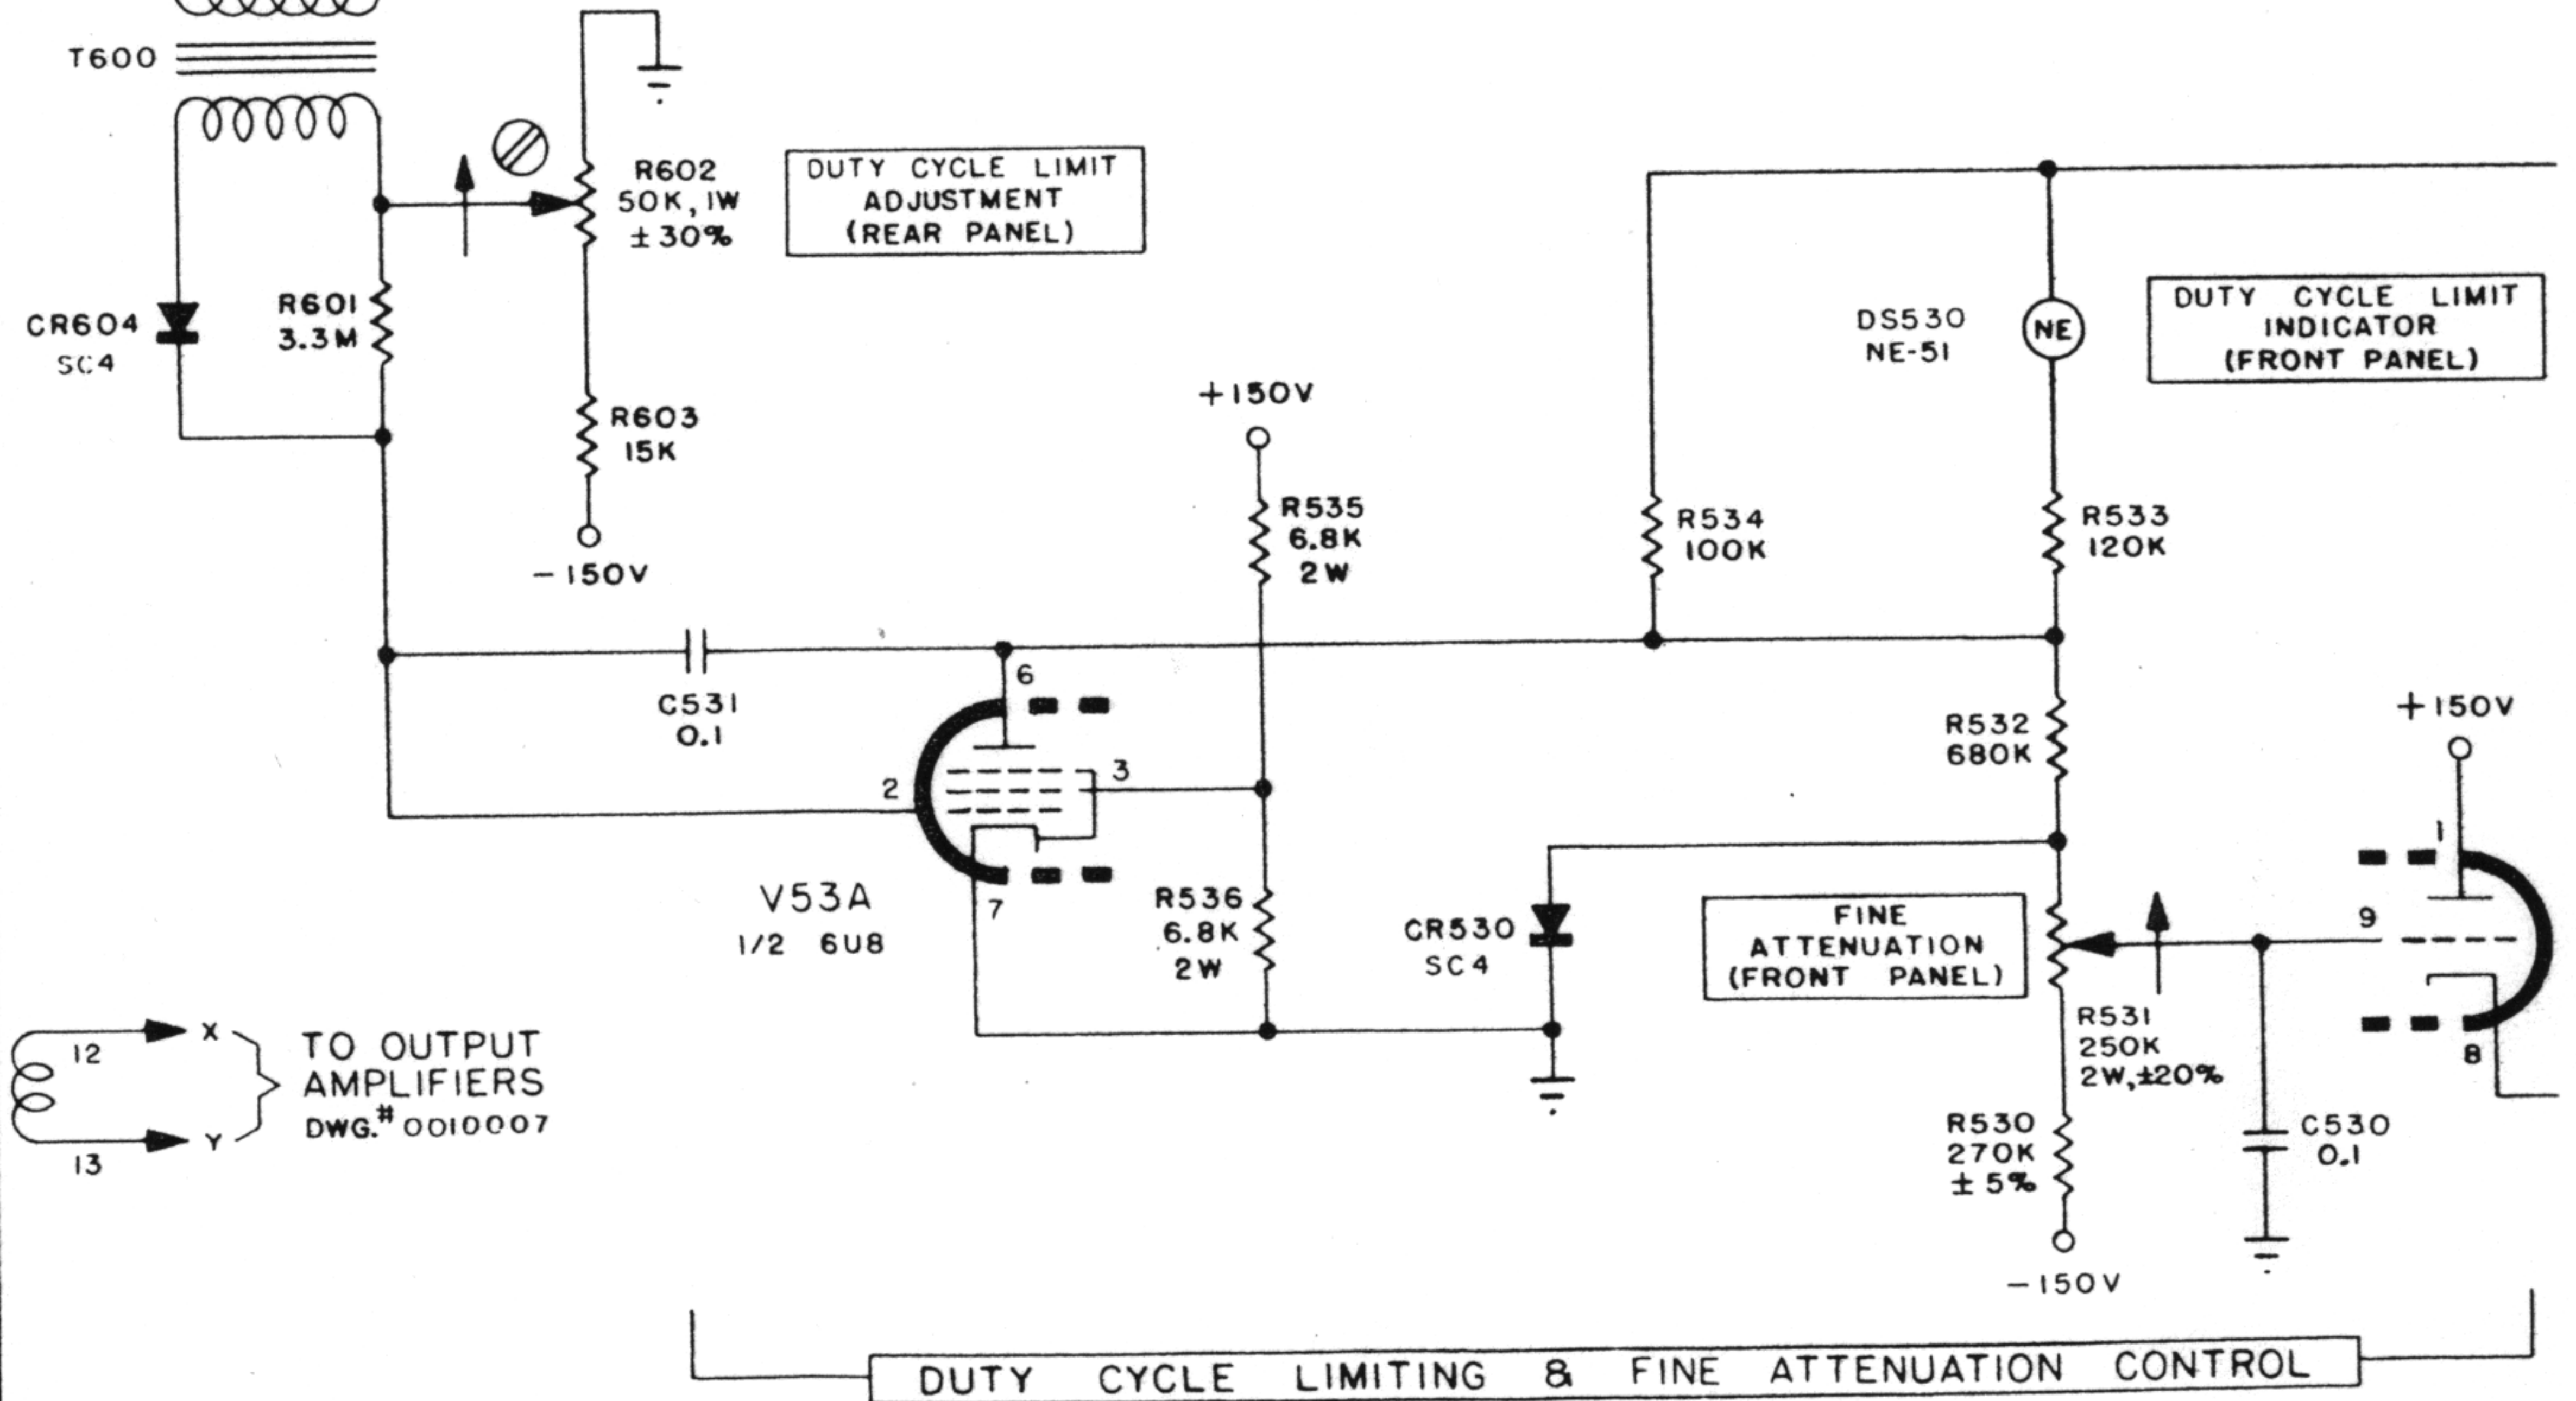 T600
R602
50K, 1W
±30%
DUTY CYCLE LIMIT
ADJUSTMENT
(REAR PANEL)
CR604
SC4
R601
3.3M
R603
15K
-150V
+150V
R535
6.8K
2W
R534
100K
DS530
NE-51
NE
DUTY CYCLE LIMIT
INDICATOR
(FRONT PANEL)
R533
120K
C531
0.1
6
2
3
7
V53A
1/2 6U8
R536
6.8K
2W
CR530
SC4
R532
680K
FINE
ATTENUATION
(FRONT PANEL)
R531
250K
2W,±20%
R530
270K
±5%
-150V
+150V
1
9
8
C530
0.1
12
X
13
Y
TO OUTPUT
AMPLIFIERS
DWG.# 0010007
DUTY CYCLE LIMITING & FINE ATTENUATION CONTROL